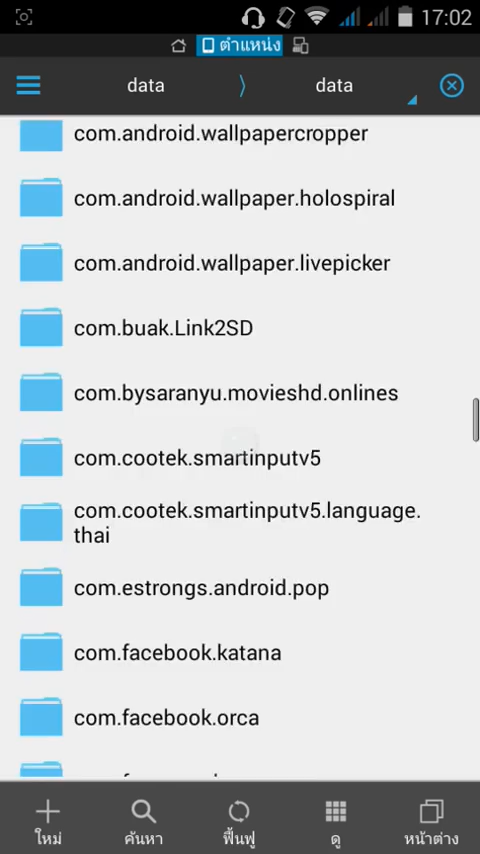 17:02
ตำแหน่ง
data
data
com.android.wallpapercropper
com.android.wallpaper.holospiral
com.android.wallpaper.livepicker
com.buak.Link2SD
com.bysaranyu.movieshd.onlines
com.cootek.smartinputv5
com.cootek.smartinputv5.language.
thai
com.estrongs.android.pop
com.facebook.katana
com.facebook.orca
ใหม่
ค้นหา
ฟื้นฟู
ดู
หน้าต่าง